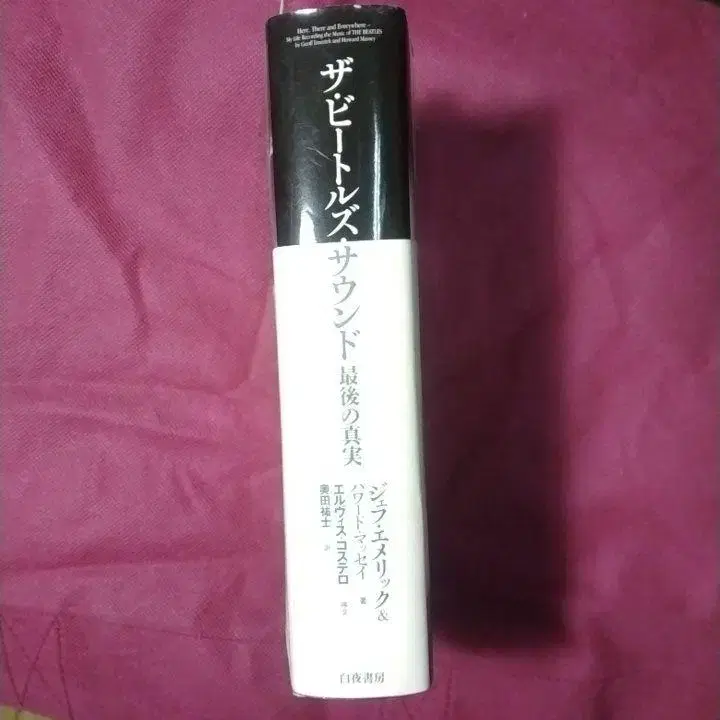 Here, There and Everywhere –
My Life Recording the Music of THE BEATLES
by Geoff Emerick and Howard Massey
ザ・ビートルズ・サウンド 最後の真実
ジェフ・エメリック&
ハワード・マッセイ 著
エルヴィス・コステロ 序文
奥田祐士 訳
白夜書房